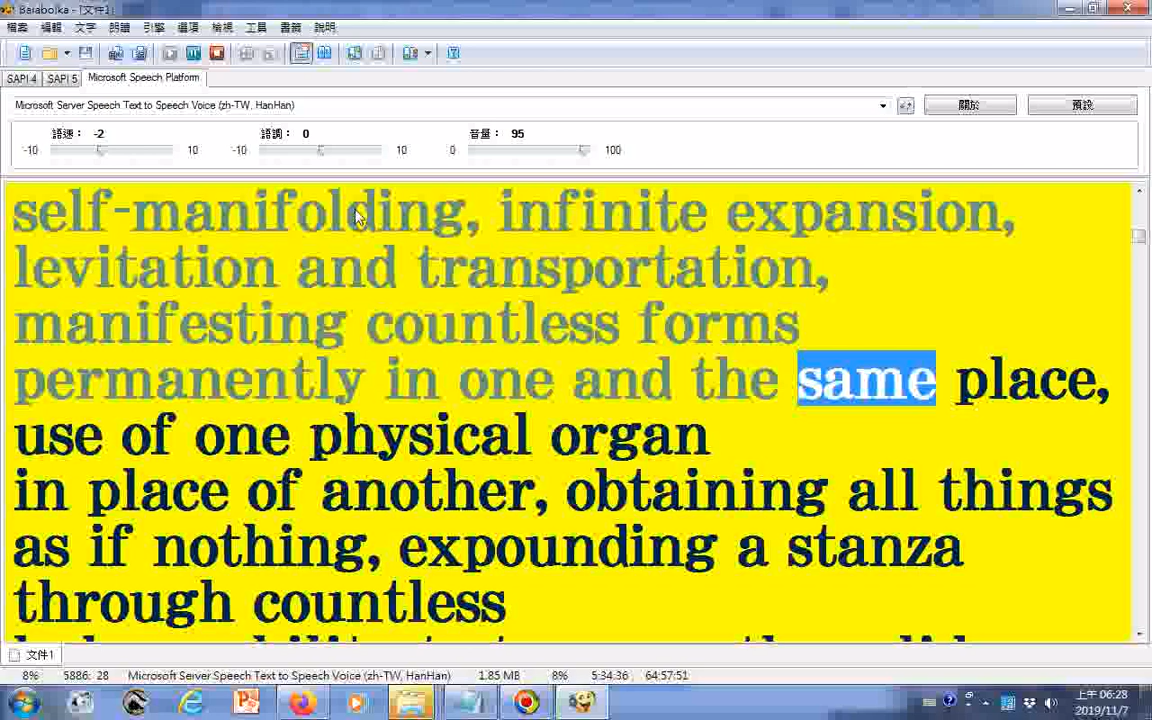 Balabolka - [文件1]
檔案 編輯 文字 朗讀 引擎 選項 檢視 工具 書籤 說明
SAPI 4 SAPI 5 Microsoft Speech Platform
Microsoft Server Speech Text to Speech Voice (zh-TW, HanHan) 關於 預設
語速： -2 語調： 0 音量： 95
-10 10 -10 10 0 100
self-manifolding, infinite expansion,
levitation and transportation,
manifesting countless forms
permanently in one and the same place,
use of one physical organ
in place of another, obtaining all things
as if nothing, expounding a stanza
through countless
文件1
8% 5886: 28 Microsoft Server Speech Text to Speech Voice (zh-TW, HanHan) 1.85 MB 8% 5:34:36 64:57:51
上午 06:28
2019/11/7